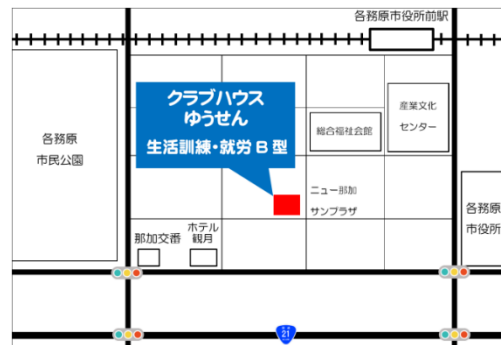 各務原市役所前駅
クラブハウス
ゆうせん
生活訓練・就労B型
各務原
市民公園
総合福祉会館
産業文化
センター
ニュー那加
サンプラザ
各務原
市役所
那加交番
ホテル
観月
21